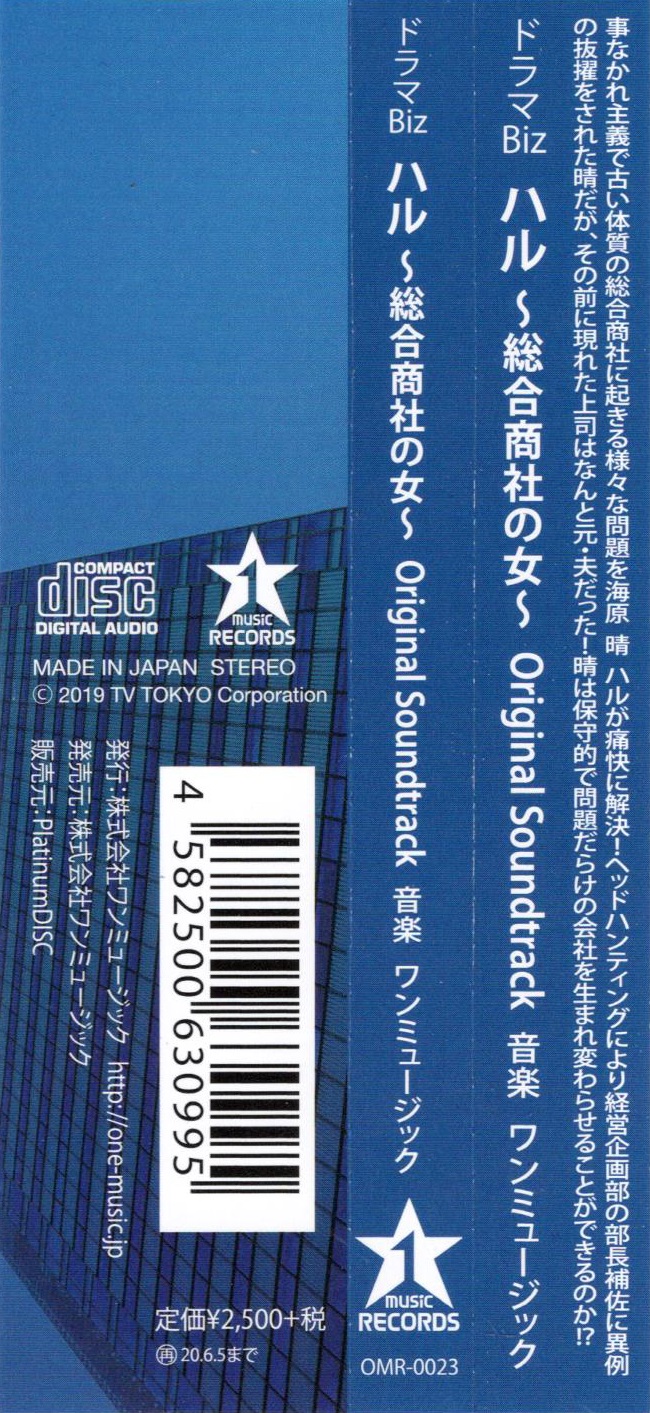 事なかれ主義で古い体質の総合商社に起きる様々な問題を海原 晴 ハルが痛快に解決!ヘッドハンティングにより経営企画部の部長補佐に異例
の抜擢をされた晴だが、その前に現れた上司はなんと元・夫だった!晴は保守的で問題だらけの会社を生まれ変わらせることができるのか!?
ドラマBiz ハル ～総合商社の女～ Original Soundtrack 音楽 ワンミュージック
ドラマBiz ハル ～総合商社の女～ Original Soundtrack 音楽 ワンミュージック
1
MUSIC
RECORDS
OMR-0023
COMPACT
disc
DIGITAL AUDIO
1
MUSIC
RECORDS
MADE IN JAPAN STEREO
© 2019 TV TOKYO Corporation
発行:株式会社ワンミュージック http://one-music.jp
発売元:株式会社ワンミュージック
販売元:PlatinumDISC
4 582500 630995
定価¥2,500+税
㊢ 20.6.5まで